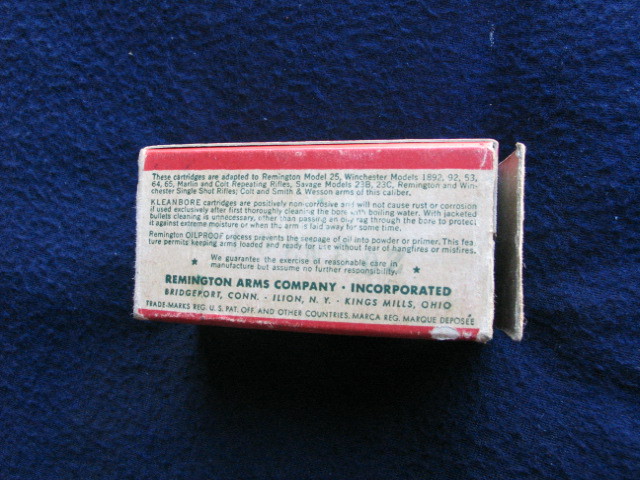 These cartridges are adapted to Remington Model 25, Winchester Models 1892, 92, 53,
64, 65, Marlin and Colt Repeating Rifles, Savage Models 23B, 23C, Remington and Win-
chester Single Shot Rifles; Colt and Smith & Wesson arms of this caliber.
KLEANBORE cartridges are positively non-corrosive and will not cause rust or corrosion
if used exclusively after first thoroughly cleaning the bore with boiling water. With jacketed
bullets cleaning is unnecessary, other than passing an oily rag through the bore to protect
it against extreme moisture or when the arm is laid away for some time.
Remington OILPROOF process prevents the seepage of oil into powder or primer. This fea-
ture permits keeping arms loaded and ready for use without fear of hangfires or misfires.
We guarantee the exercise of reasonable care in
manufacture but assume no further responsibility.
REMINGTON ARMS COMPANY · INCORPORATED
BRIDGEPORT, CONN. · ILION, N. Y. · KINGS MILLS, OHIO
TRADE-MARKS REG. U. S. PAT. OFF. AND OTHER COUNTRIES. MARCA REG. MARQUE DEPOSÉE